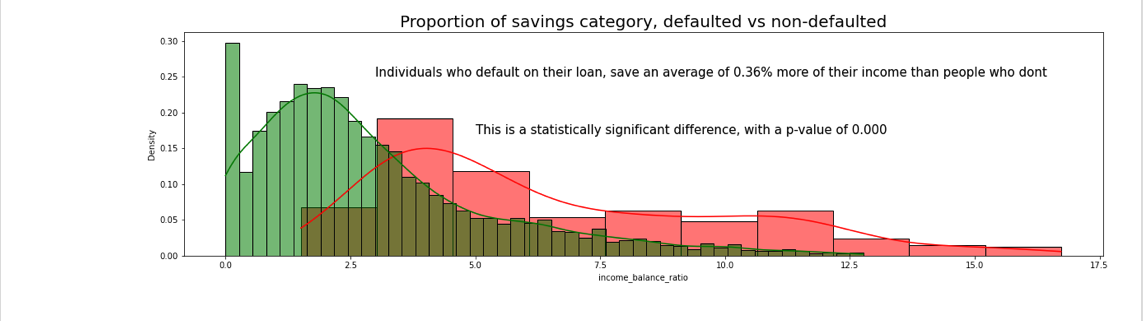 Proportion of savings category, defaulted vs non-defaulted
0.30
0.25
0.20
0.15
0.10
0.05
0.00
Density
Individuals who default on their loan, save an average of 0.36% more of their income than people who dont
This is a statistically significant difference, with a p-value of 0.000
0.0 2.5 5.0 7.5 10.0 12.5 15.0 17.5
income_balance_ratio